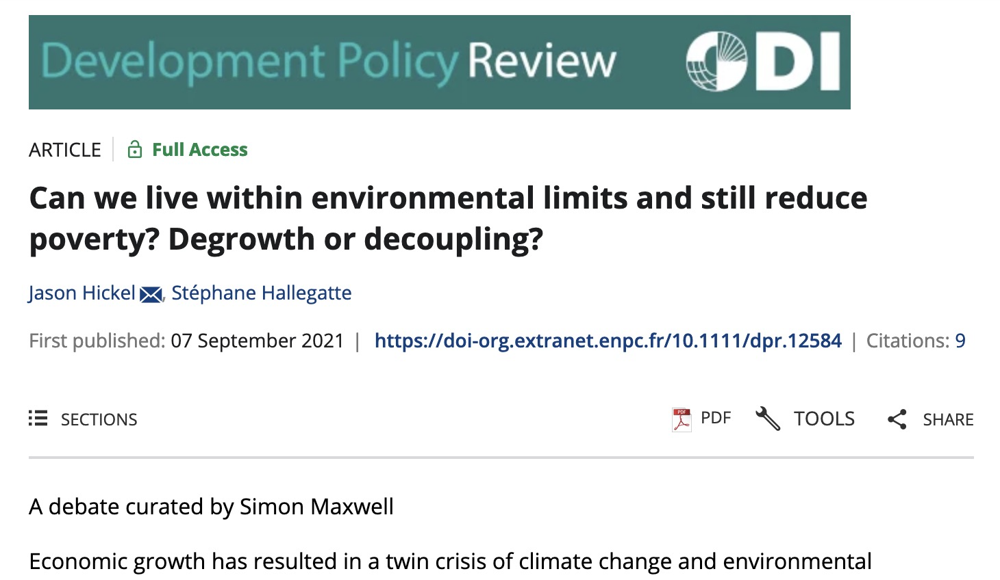 Development Policy Review ODI
ARTICLE Full Access
Can we live within environmental limits and still reduce
poverty? Degrowth or decoupling?
Jason Hickel, Stéphane Hallegatte
First published: 07 September 2021 | https://doi-org.extranet.enpc.fr/10.1111/dpr.12584 | Citations: 9
SECTIONS PDF PDF TOOLS SHARE
A debate curated by Simon Maxwell
Economic growth has resulted in a twin crisis of climate change and environmental